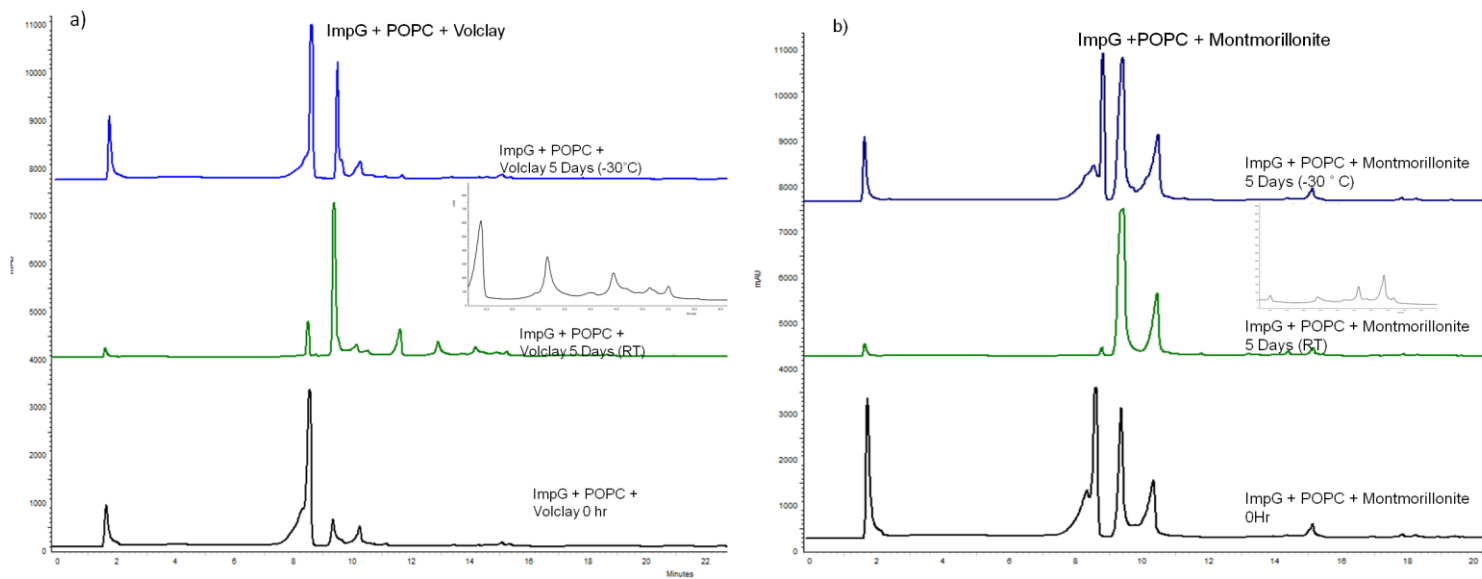 a)
ImpG + POPC + Volclay
11000
10000
9000
8000
7000
6000
5000
4000
3000
2000
1000
0
ImpG + POPC +
Volclay 5 Days (-30°C)
Minutes
ImpG + POPC +
Volclay 5 Days (RT)
ImpG + POPC +
Volclay 0 hr
0 2 4 6 8 10 12 14 16 18 20 22
Minutes
b)
ImpG +POPC + Montmorillonite
11000
10000
9000
8000
7000
6000
5000
4000
3000
2000
1000
0
mAU
ImpG + POPC + Montmorillonite
5 Days (-30 ° C)
ImpG + POPC + Montmorillonite
5 Days (RT)
ImpG + POPC + Montmorillonite
0Hr
0 2 4 6 8 10 12 14 16 18 20